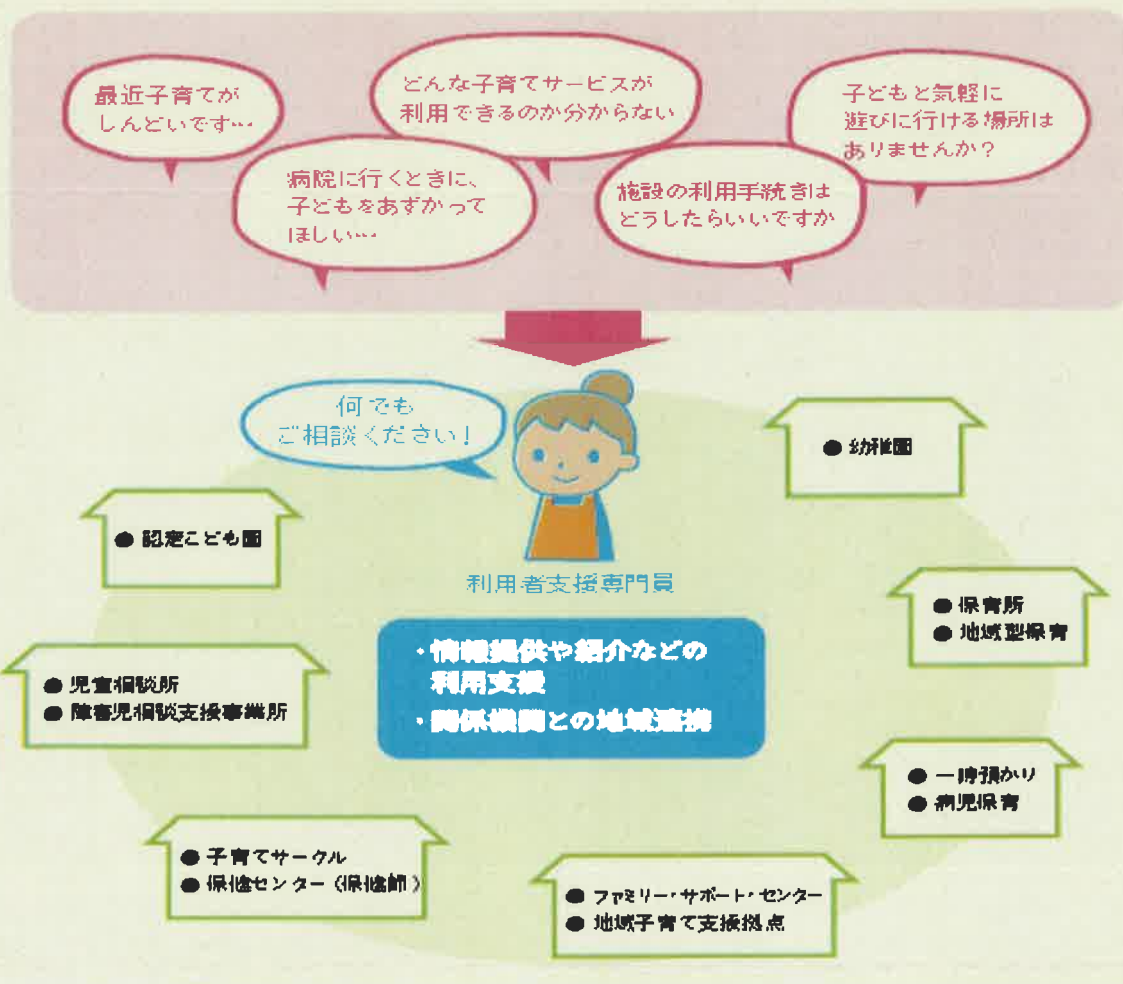 最近子育てが
しんどいです…
どんな子育てサービスが
利用できるのか分からない
子どもと気軽に
遊びに行ける場所は
ありませんか？
病院に行くときに、
子どもをあずかって
ほしい…
施設の利用手続きは
どうしたらいいですか
何でも
ご相談ください！
利用者支援専門員
● 幼稚園
● 認定こども園
● 保育所
● 地域型保育
・情報提供や紹介などの
利用支援
・関係機関との地域連携
● 児童相談所
● 障害児相談支援事業所
● 一時預かり
● 病児保育
● 子育てサークル
● 保健センター（保健師）
● ファミリー・サポート・センター
● 地域子育て支援拠点